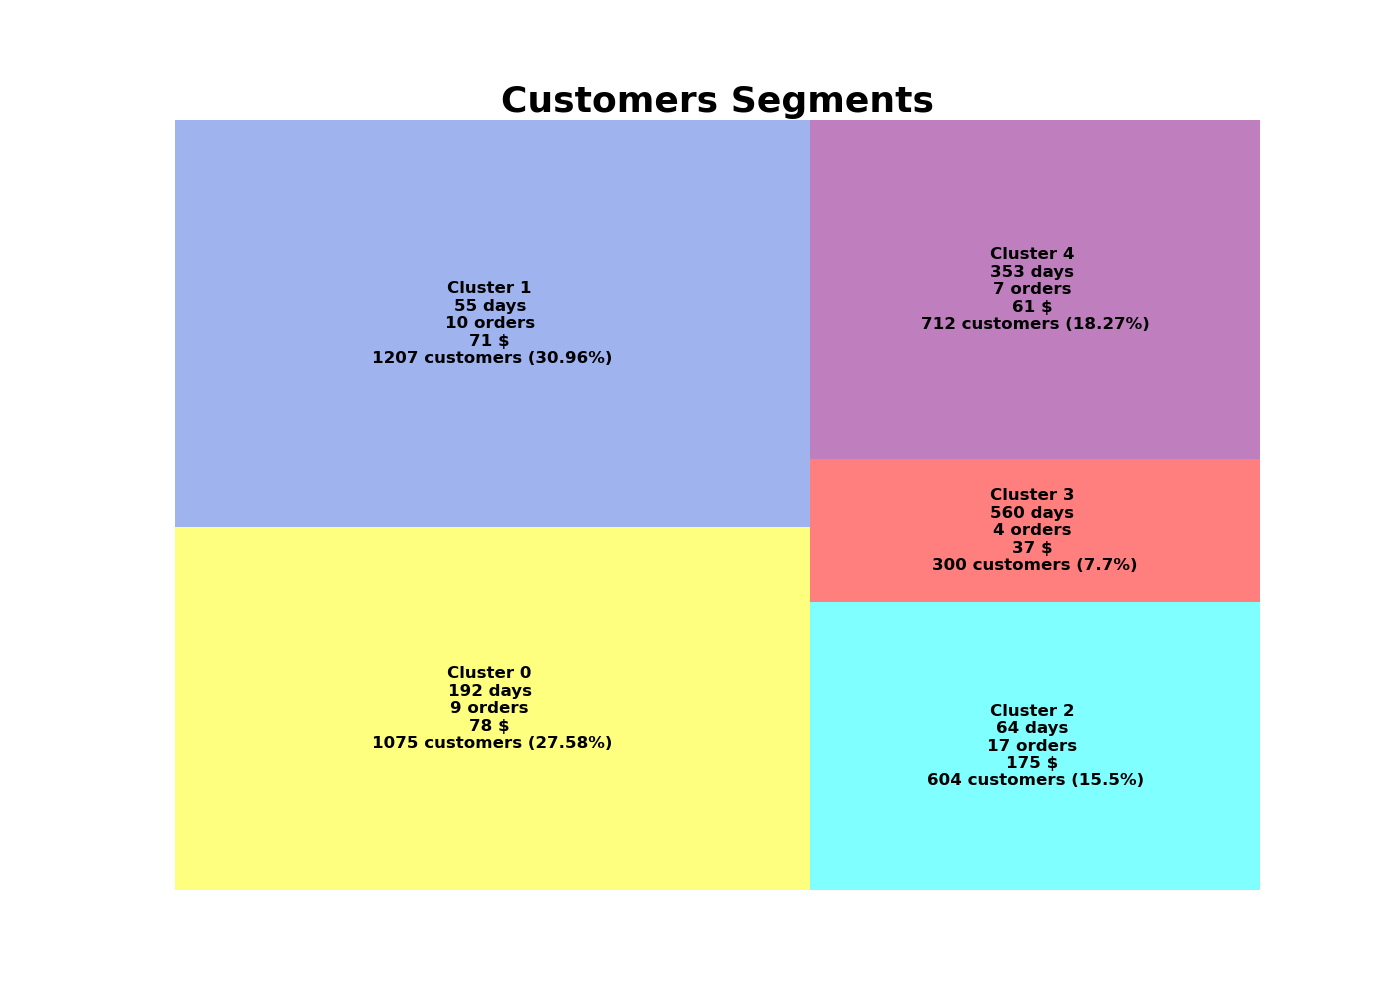 Customers Segments
Cluster 1
55 days
10 orders
71 $
1207 customers (30.96%)
Cluster 0
192 days
9 orders
78 $
1075 customers (27.58%)
Cluster 4
353 days
7 orders
61 $
712 customers (18.27%)
Cluster 3
560 days
4 orders
37 $
300 customers (7.7%)
Cluster 2
64 days
17 orders
175 $
604 customers (15.5%)